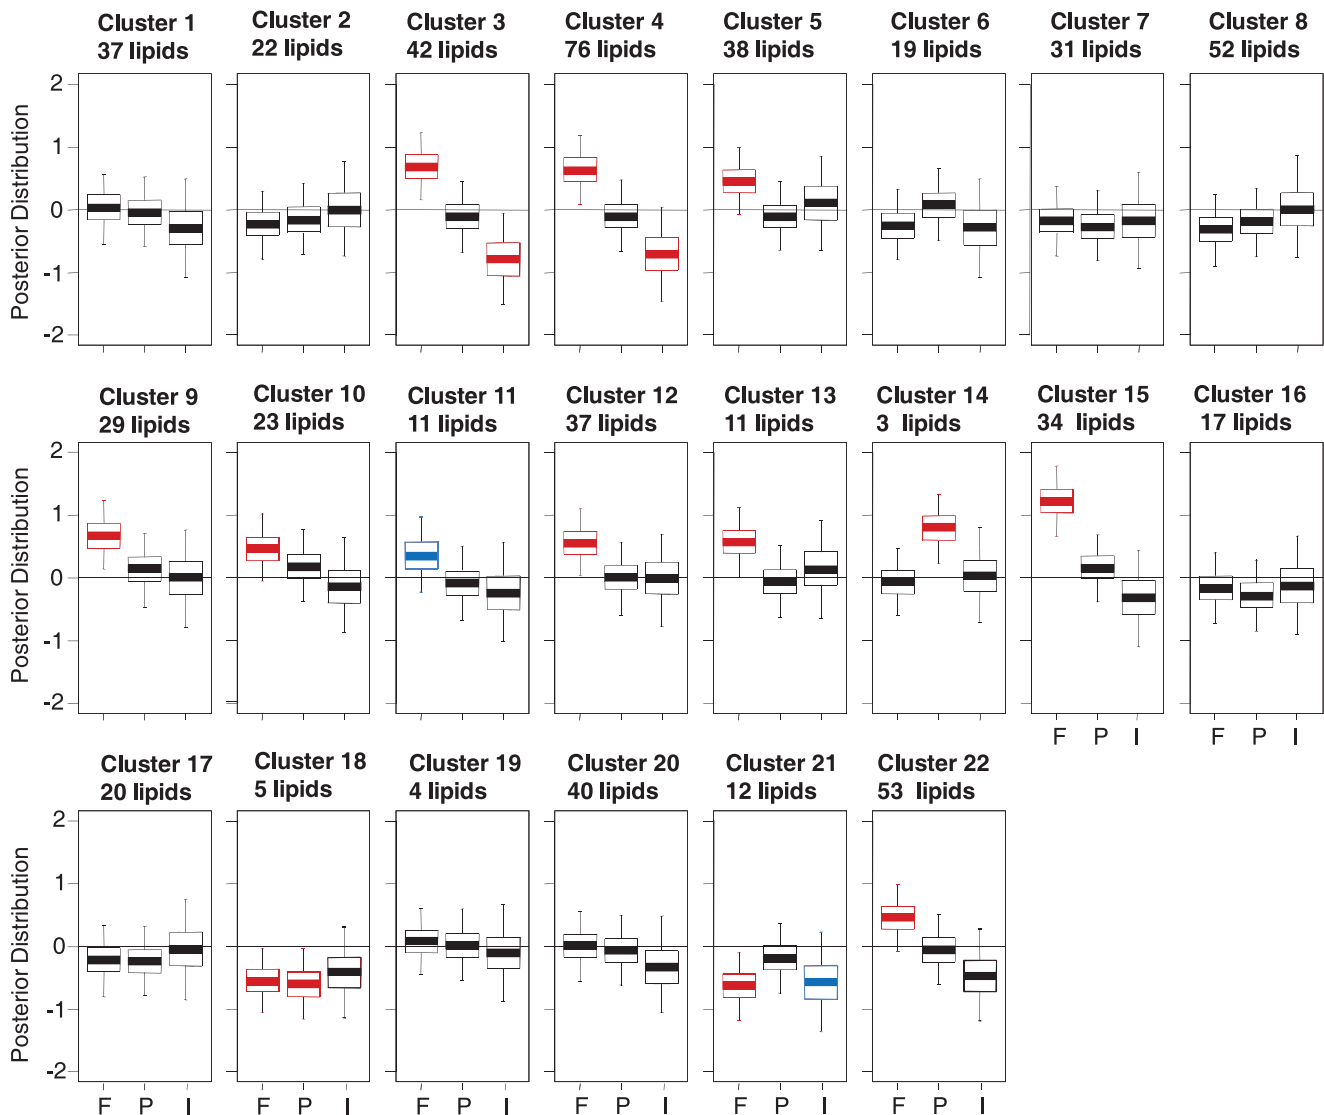 Cluster 1 Cluster 2 Cluster 3 Cluster 4 Cluster 5 Cluster 6 Cluster 7 Cluster 8
37 lipids 22 lipids 42 lipids 76 lipids 38 lipids 19 lipids 31 lipids 52 lipids
Posterior Distribution
2
1
0
-1
-2
Cluster 9 Cluster 10 Cluster 11 Cluster 12 Cluster 13 Cluster 14 Cluster 15 Cluster 16
29 lipids 23 lipids 11 lipids 37 lipids 11 lipids 3 lipids 34 lipids 17 lipids
2
1
0
-1
-2
F P I F P I
Cluster 17 Cluster 18 Cluster 19 Cluster 20 Cluster 21 Cluster 22
20 lipids 5 lipids 4 lipids 40 lipids 12 lipids 53 lipids
Posterior Distribution
2
1
0
-1
-2
F P I F P I F P I F P I F P I F P I